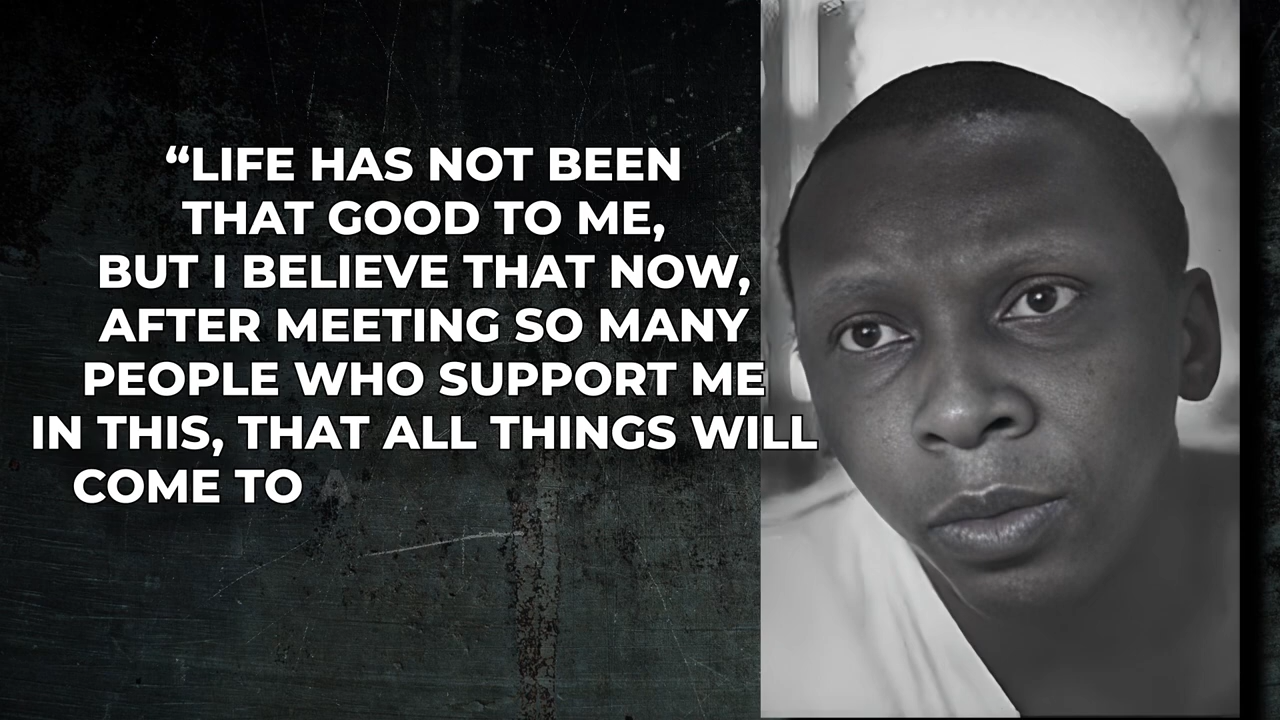 “LIFE HAS NOT BEEN
THAT GOOD TO ME,
BUT I BELIEVE THAT NOW,
AFTER MEETING SO MANY
PEOPLE WHO SUPPORT ME
IN THIS, THAT ALL THINGS WILL
COME TO A